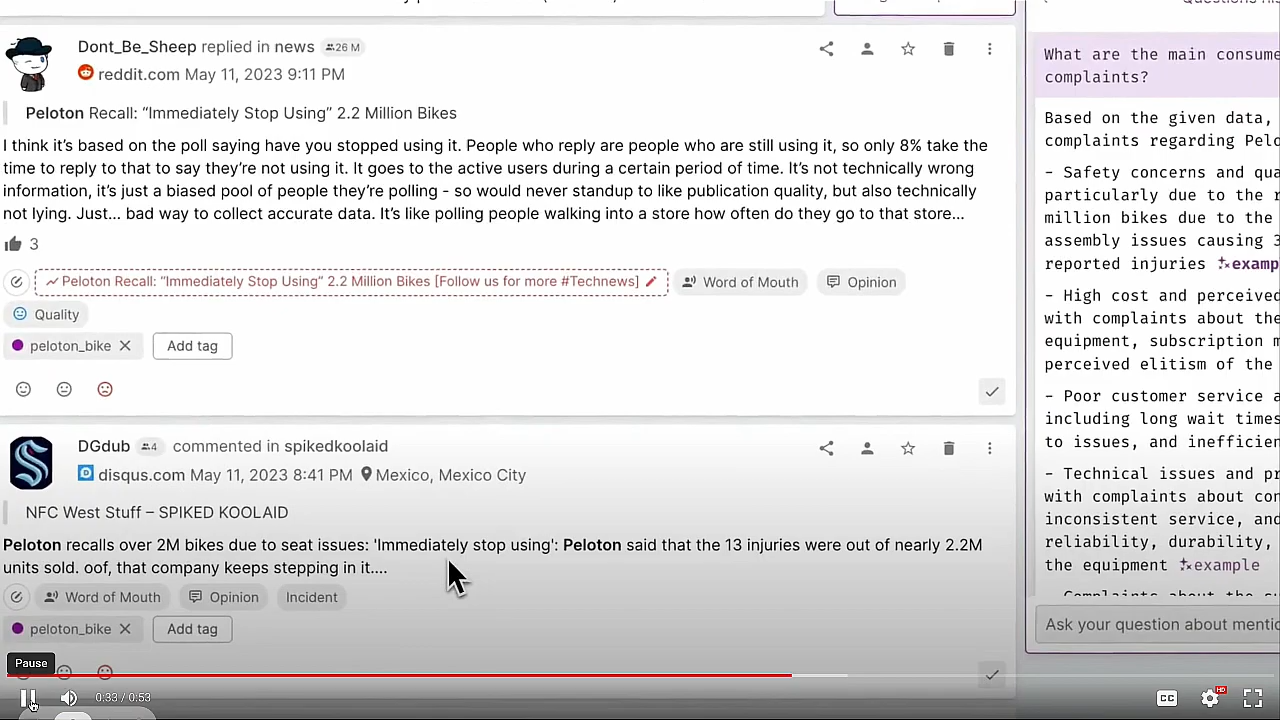 Dont_Be_Sheep replied in news 26 M
reddit.com May 11, 2023 9:11 PM
Peloton Recall: “Immediately Stop Using” 2.2 Million Bikes
I think it’s based on the poll saying have you stopped using it. People who reply are people who are still using it, so only 8% take the
time to reply to that to say they’re not using it. It goes to the active users during a certain period of time. It’s not technically wrong
information, it’s just a biased pool of people they’re polling - so would never standup to like publication quality, but also technically
not lying. Just... bad way to collect accurate data. It’s like polling people walking into a store how often do they go to that store...
3
Peloton Recall: “Immediately Stop Using” 2.2 Million Bikes [Follow us for more #Technews] Word of Mouth Opinion
Quality
peloton_bike Add tag
DGdub 4 commented in spikedkoolaid
disqus.com May 11, 2023 8:41 PM Mexico, Mexico City
NFC West Stuff – SPIKED KOOLAID
Peloton recalls over 2M bikes due to seat issues: 'Immediately stop using': Peloton said that the 13 injuries were out of nearly 2.2M
units sold. oof, that company keeps stepping in it....
Word of Mouth Opinion Incident
peloton_bike Add tag
Pause
0:33 / 0:53
CC HD
What are the main consume
complaints?
Based on the given data,
complaints regarding Pelo
- Safety concerns and qua
particularly due to the r
million bikes due to the
assembly issues causing 3
reported injuries examp
- High cost and perceived
with complaints about the
equipment, subscription m
perceived elitism of the
- Poor customer service a
including long wait times
to issues, and inefficien
- Technical issues and pr
with complaints about con
inconsistent service, and
reliability, durability,
the equipment example
- Complaints about the su
Ask your question about mentio